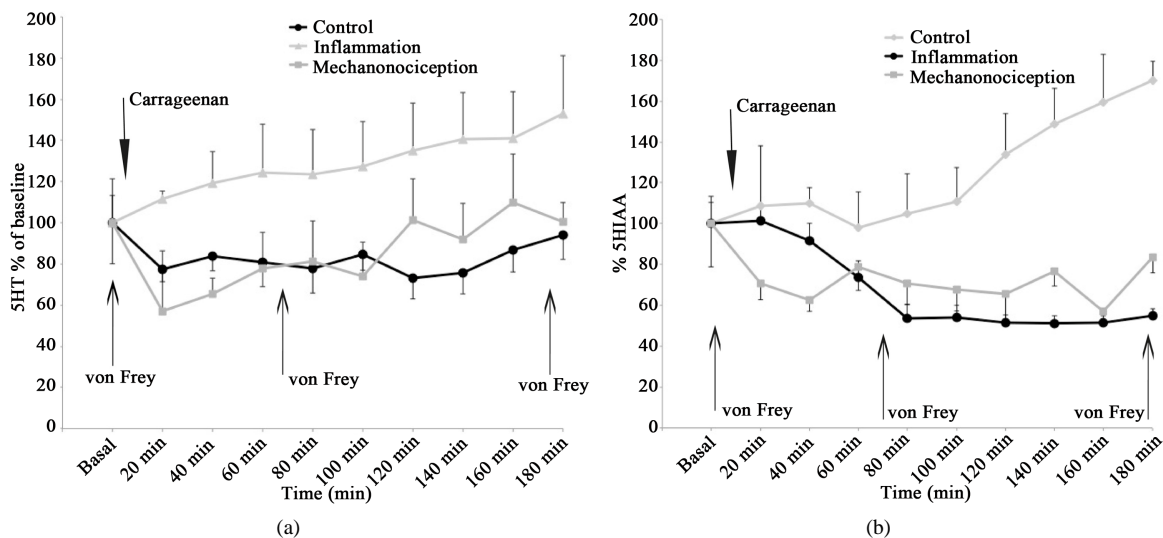 200
180
160
140
120
100
80
60
40
20
0
5HT % of baseline
Control
Inflammation
Mechanonociception
Carrageenan
von Frey
von Frey
von Frey
Basal
20 min
40 min
60 min
80 min
100 min
120 min
140 min
160 min
180 min
Time (min)
(a)
200
180
160
140
120
100
80
60
40
20
0
% 5HIAA
Control
Inflammation
Mechanonociception
Carrageenan
von Frey
von Frey
von Frey
Basal
20 min
40 min
60 min
80 min
100 min
120 min
140 min
160 min
180 min
Time (min)
(b)